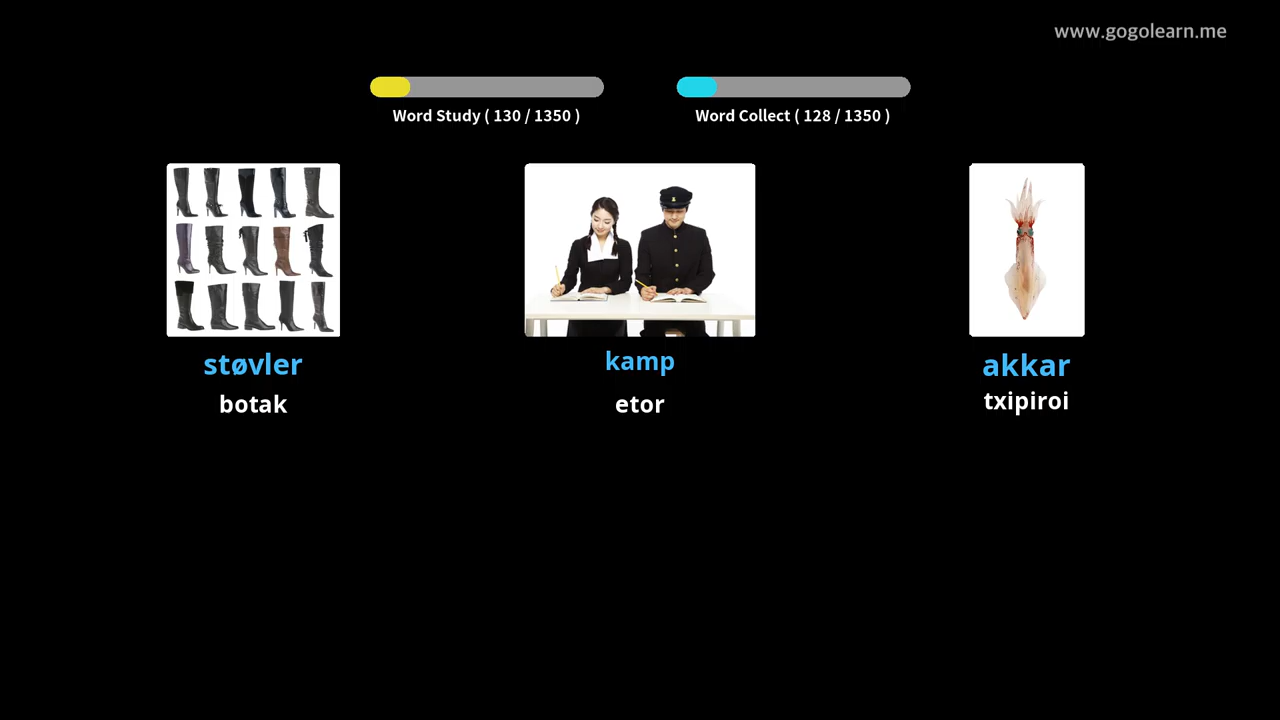 www.gogolearn.me
Word Study ( 130 / 1350 )
Word Collect ( 128 / 1350 )
støvler
kamp
akkar
botak
etor
txipiroi